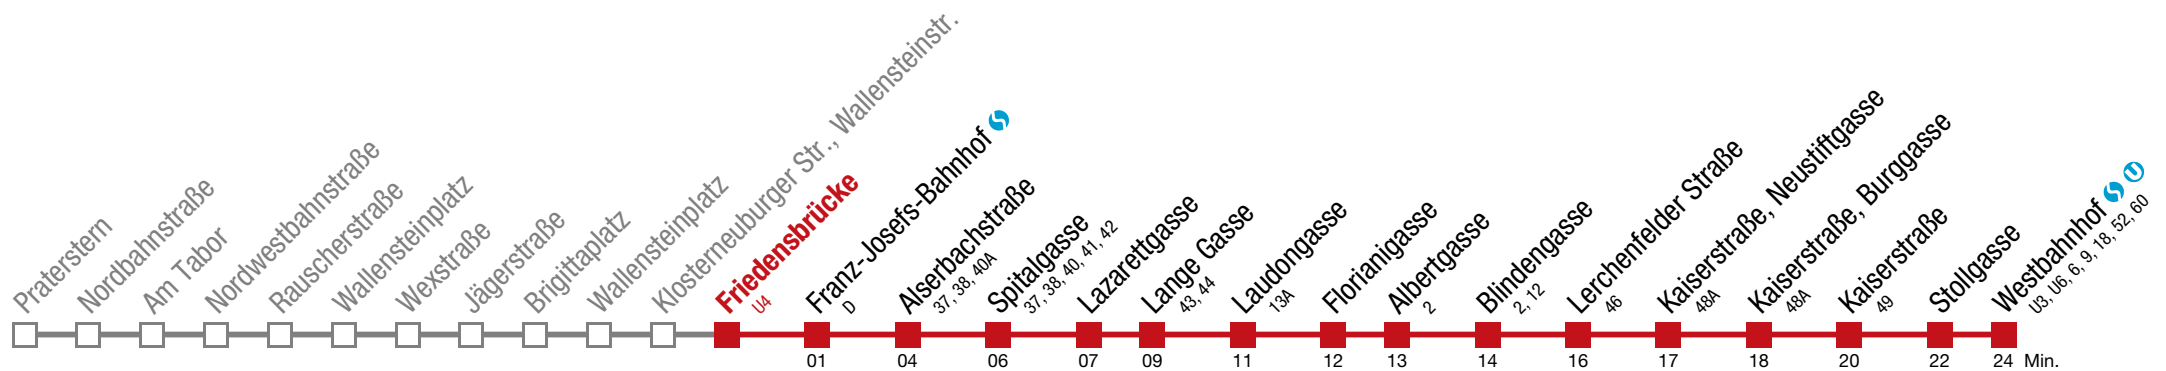 Praterstern
Nordbahnstraße
Am Tabor
Nordwestbahnstraße
Rauscherstraße
Wallensteinplatz
Wexstraße
Jägerstraße
Brigittaplatz
Wallensteinplatz
Klosterneuburger Str., Wallensteinstr.
Friedensbrücke
U4
Franz-Josefs-Bahnhof S
D
Alserbachstraße
37, 38, 40A
Spitalgasse
37, 38, 40, 41, 42
Lazarettgasse
Lange Gasse
43, 44
Laudongasse
13A
Florianigasse
Albertgasse
2
Blindengasse
2, 12
Lerchenfelder Straße
46
Kaiserstraße, Neustiftgasse
48A
Kaiserstraße, Burggasse
48A
Kaiserstraße
49
Stollgasse
Westbahnhof S U
U3, U6, 6, 9, 18, 52, 60
01 04 06 07 09 11 12 13 14 16 17 18 20 22 24 Min.